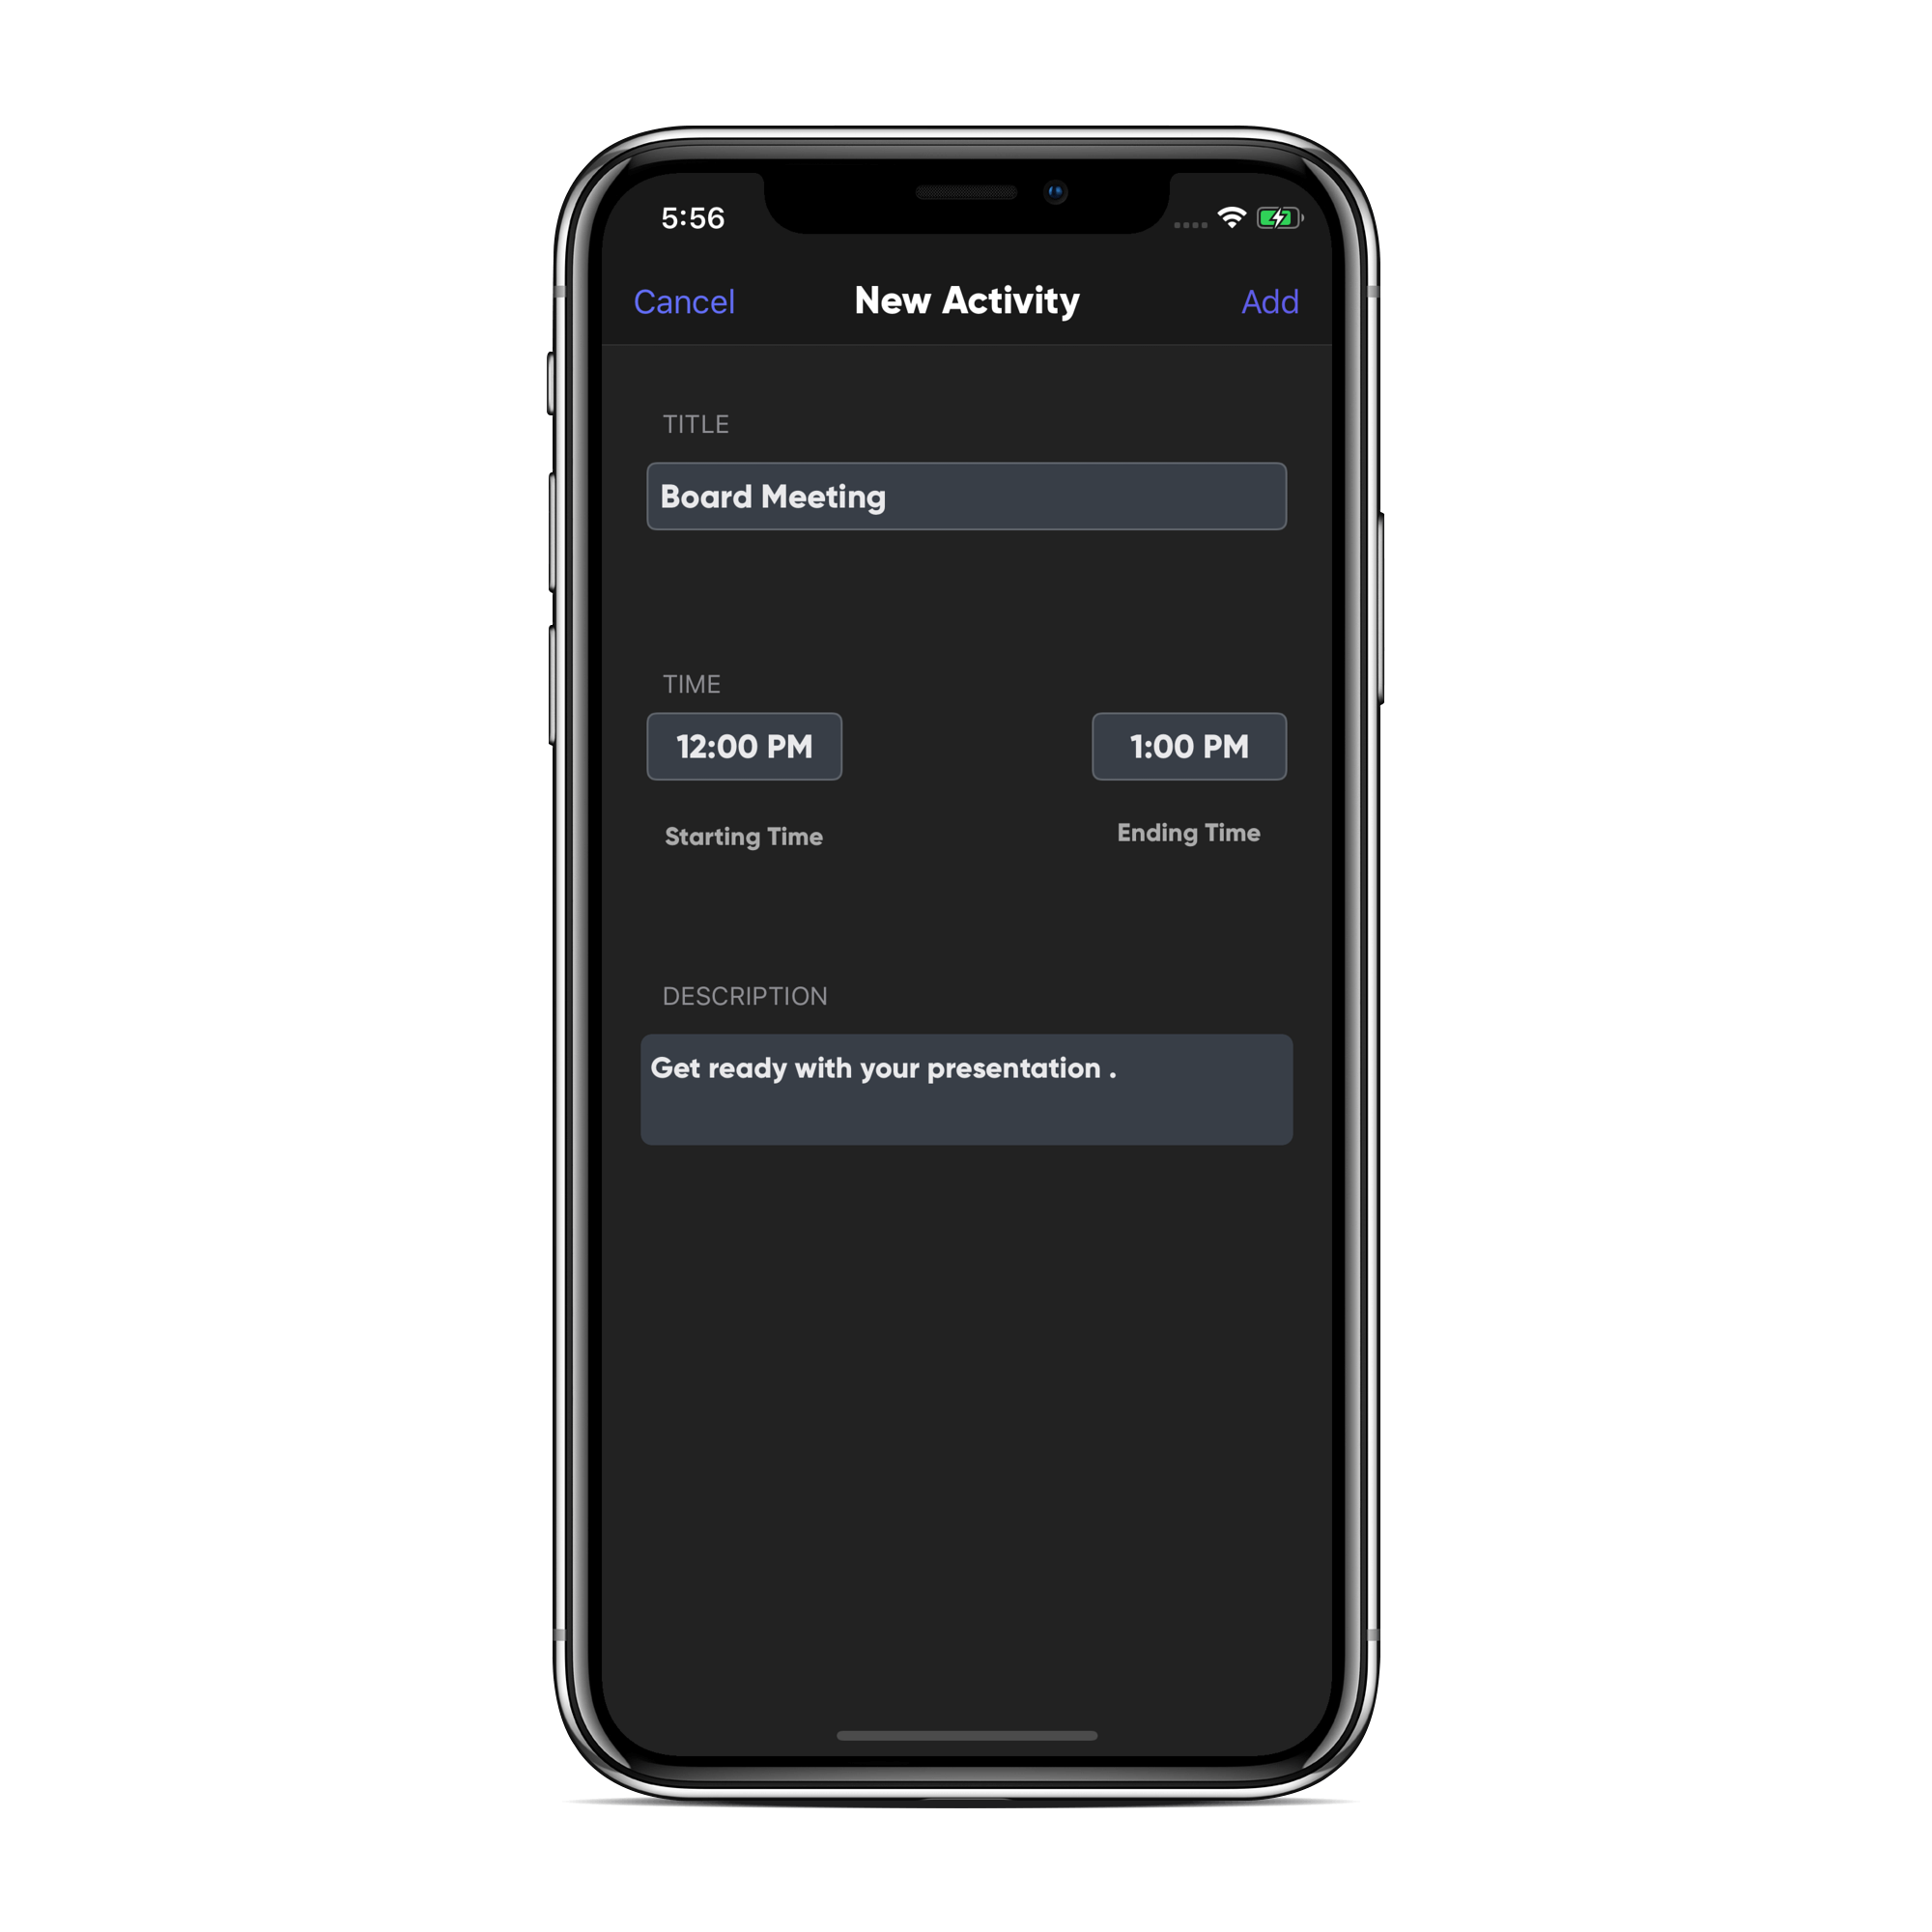 5:56
Cancel New Activity Add
TITLE
Board Meeting
TIME
12:00 PM 1:00 PM
Starting Time Ending Time
DESCRIPTION
Get ready with your presentation .